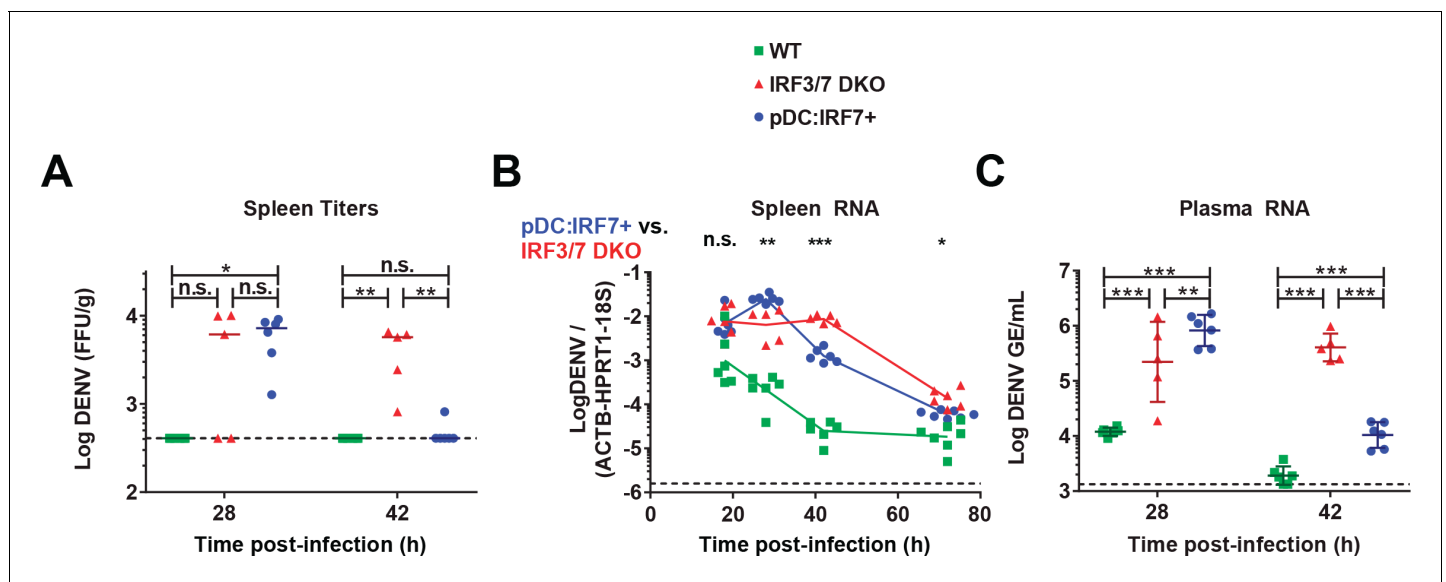 WT
IRF3/7 DKO
pDC:IRF7+
A
Spleen Titers
Log DENV (FFU/g)
*
n.s.
n.s.
n.s.
**
**
4
3
2
28
42
Time post-infection (h)
B
Spleen RNA
pDC:IRF7+ vs.
IRF3/7 DKO
n.s.
**
***
*
LogDENV /
(ACTB-HPRT1-18S)
-1
-2
-3
-4
-5
-6
0
20
40
60
80
Time post-infection (h)
C
Plasma RNA
Log DENV GE/mL
***
***
**
***
***
***
7
6
5
4
3
28
42
Time post-infection (h)